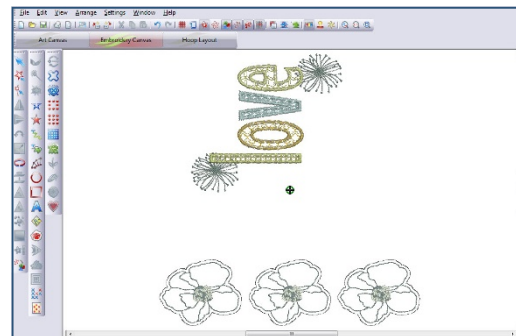 File Edit View Arrange Settings Window Help
Art Canvas Embroidery Canvas Hoop Layout
love